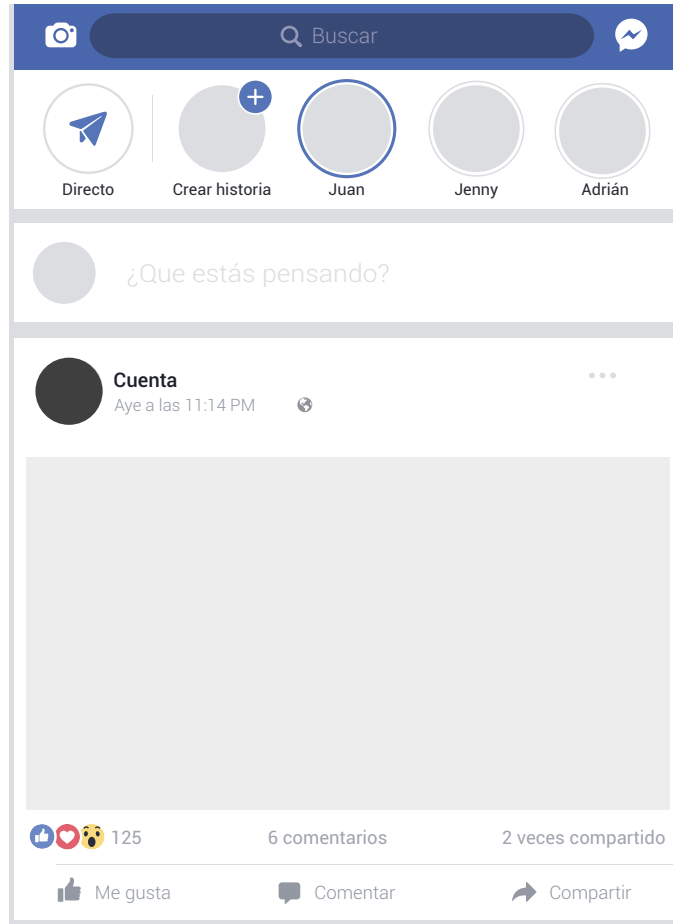 Buscar
Directo
Crear historia
Juan
Jenny
Adrián
¿Que estás pensando?
Cuenta
Aye a las 11:14 PM
125
6 comentarios
2 veces compartido
Me gusta
Comentar
Compartir